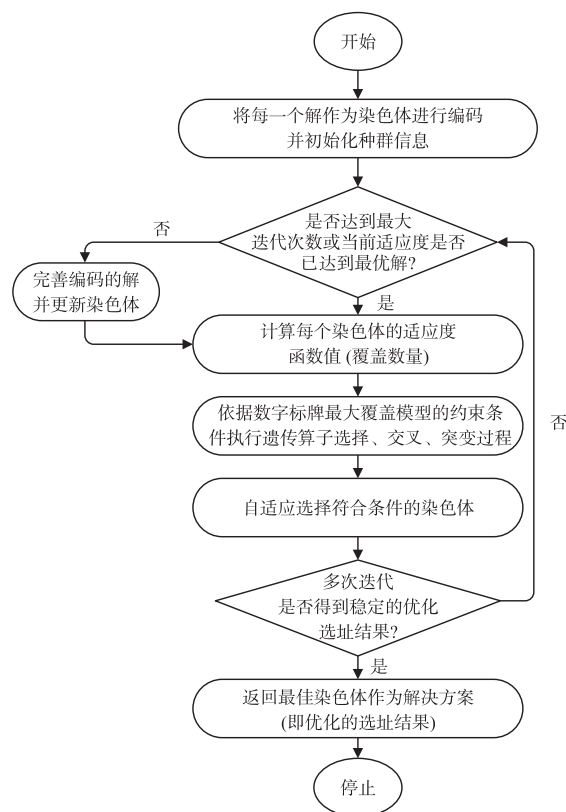 开始
将每一个解作为染色体进行编码
并初始化种群信息
是否达到最大
迭代次数或当前适应度是否
已达到最优解?
否
完善编码的解
并更新染色体
是
计算每个染色体的适应度
函数值(覆盖数量)
依据数字标牌最大覆盖模型的约束条
件执行遗传算子选择、交叉、突变过程
否
自适应选择符合条件的染色体
多次迭代
是否得到稳定的优化
选址结果?
是
返回最佳染色体作为解决方案
(即优化的选址结果)
停止